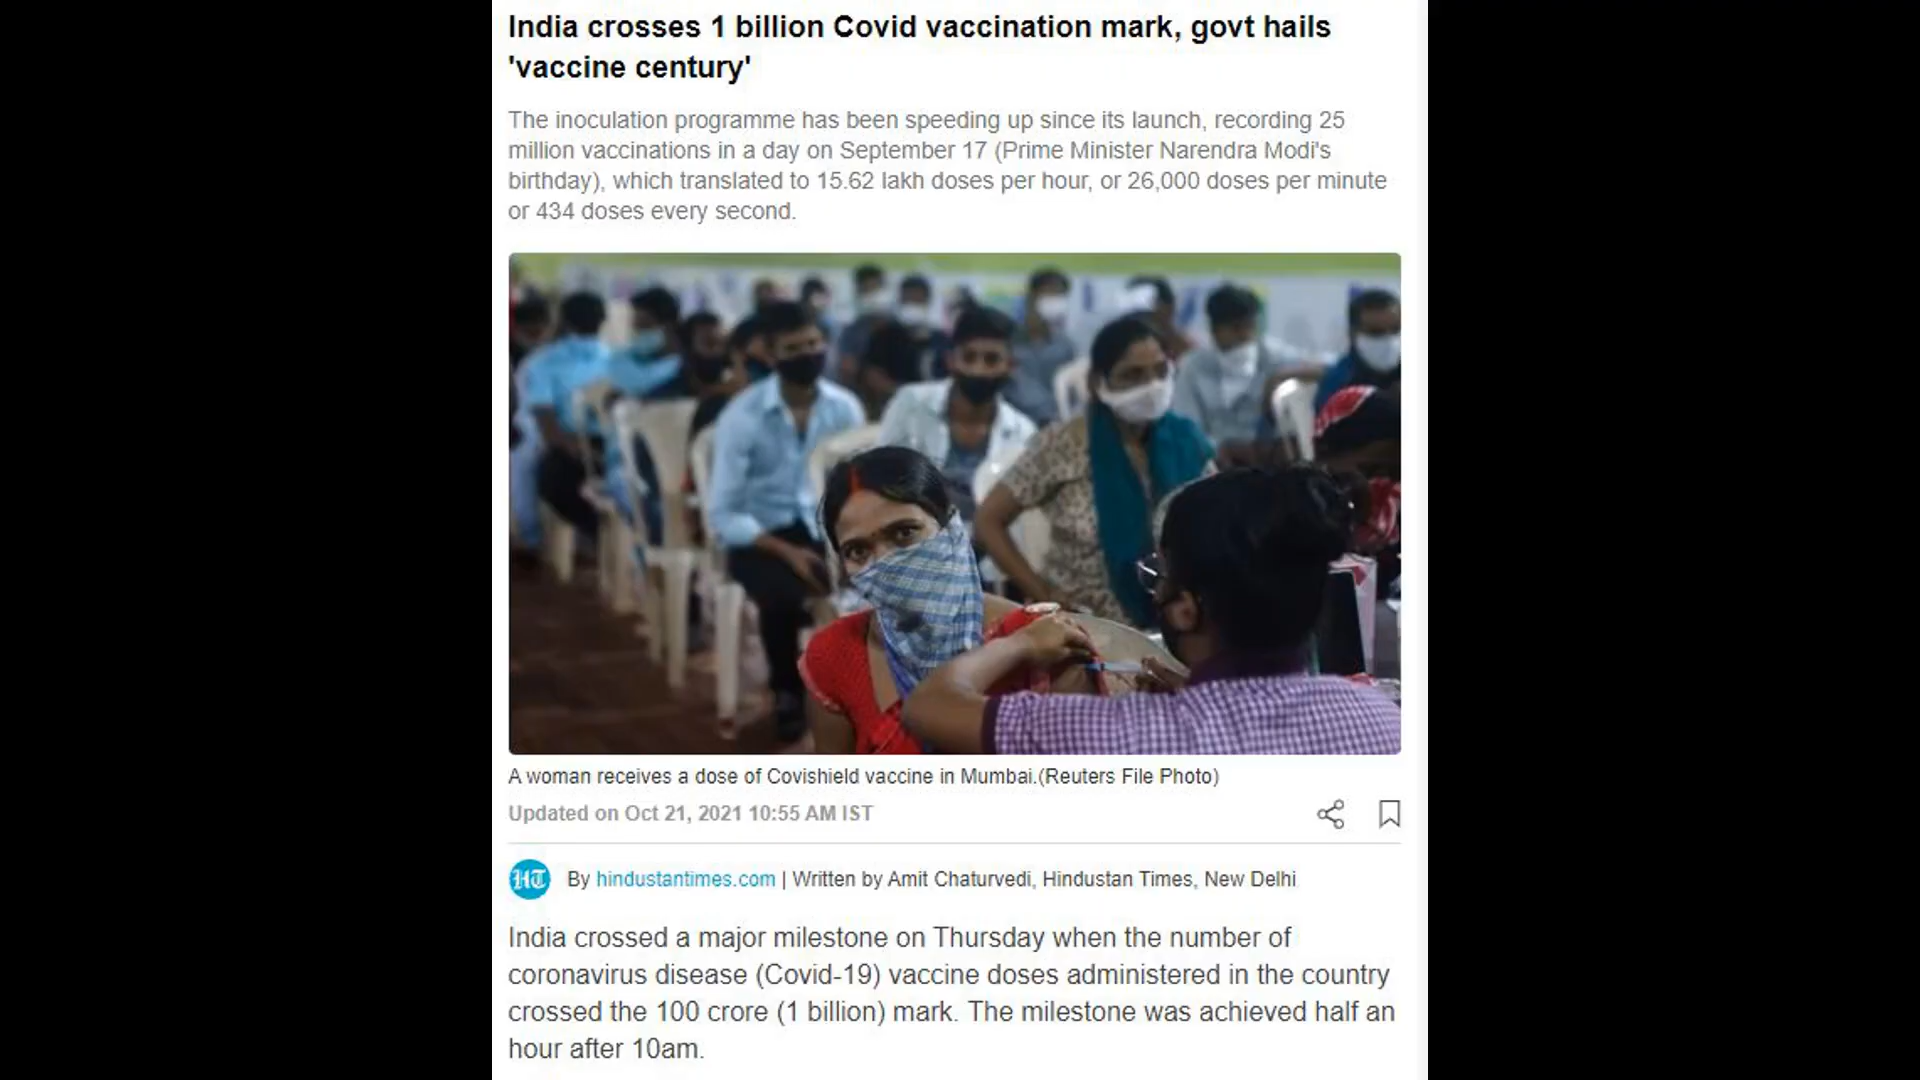 India crosses 1 billion Covid vaccination mark, govt hails
'vaccine century'
The inoculation programme has been speeding up since its launch, recording 25
million vaccinations in a day on September 17 (Prime Minister Narendra Modi's
birthday), which translated to 15.62 lakh doses per hour, or 26,000 doses per minute
or 434 doses every second.
A woman receives a dose of Covishield vaccine in Mumbai.(Reuters File Photo)
Updated on Oct 21, 2021 10:55 AM IST
HT By hindustantimes.com | Written by Amit Chaturvedi, Hindustan Times, New Delhi
India crossed a major milestone on Thursday when the number of
coronavirus disease (Covid-19) vaccine doses administered in the country
crossed the 100 crore (1 billion) mark. The milestone was achieved half an
hour after 10am.